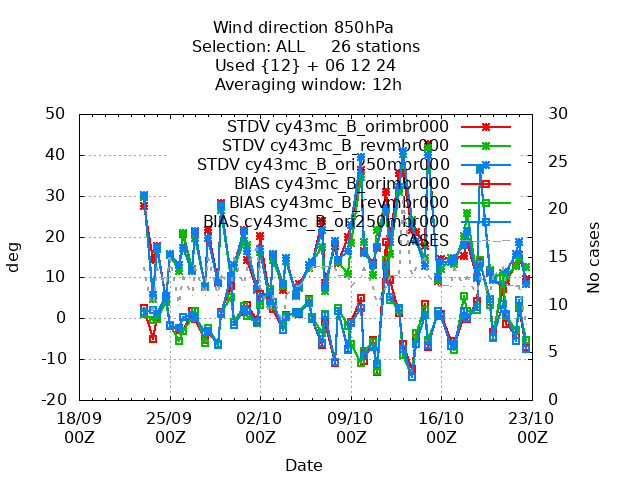 Wind direction 850hPa
Selection: ALL 26 stations
Used {12} + 06 12 24
Averaging window: 12h
50
40
30
20
10
0
-10
-20
30
25
20
15
10
5
0
deg
No cases
STDV cy43mc_B_orimbr000
STDV cy43mc_B_revmbr000
STDV cy43mc_B_ori250mbr000
BIAS cy43mc_B_orimbr000
BIAS cy43mc_B_revmbr000
BIAS cy43mc_B_ori250mbr000
CASES
18/09 25/09 02/10 09/10 16/10 23/10
00Z 00Z 00Z 00Z 00Z 00Z
Date